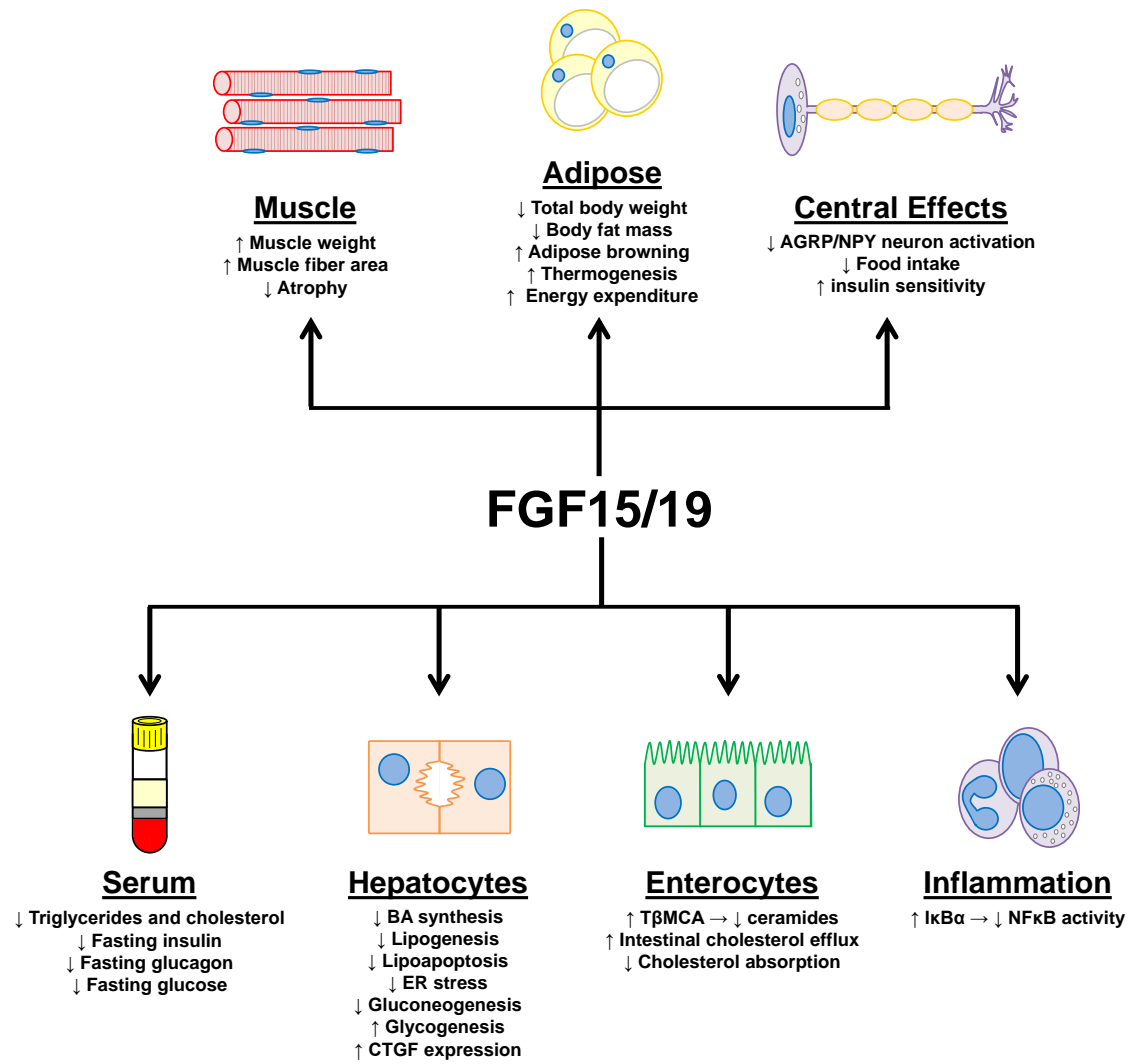 Muscle
↑ Muscle weight
↑ Muscle fiber area
↓ Atrophy
Adipose
↓ Total body weight
↓ Body fat mass
↑ Adipose browning
↑ Thermogenesis
↑ Energy expenditure
Central Effects
↓ AGRP/NPY neuron activation
↓ Food intake
↑ insulin sensitivity
FGF15/19
Serum
↓ Triglycerides and cholesterol
↓ Fasting insulin
↓ Fasting glucagon
↓ Fasting glucose
Hepatocytes
↓ BA synthesis
↓ Lipogenesis
↓ Lipoapoptosis
↓ ER stress
↓ Gluconeogenesis
↑ Glycogenesis
↑ CTGF expression
Enterocytes
↑ TβMCA → ↓ ceramides
↑ Intestinal cholesterol efflux
↓ Cholesterol absorption
Inflammation
↑ IκBα → ↓ NFκB activity